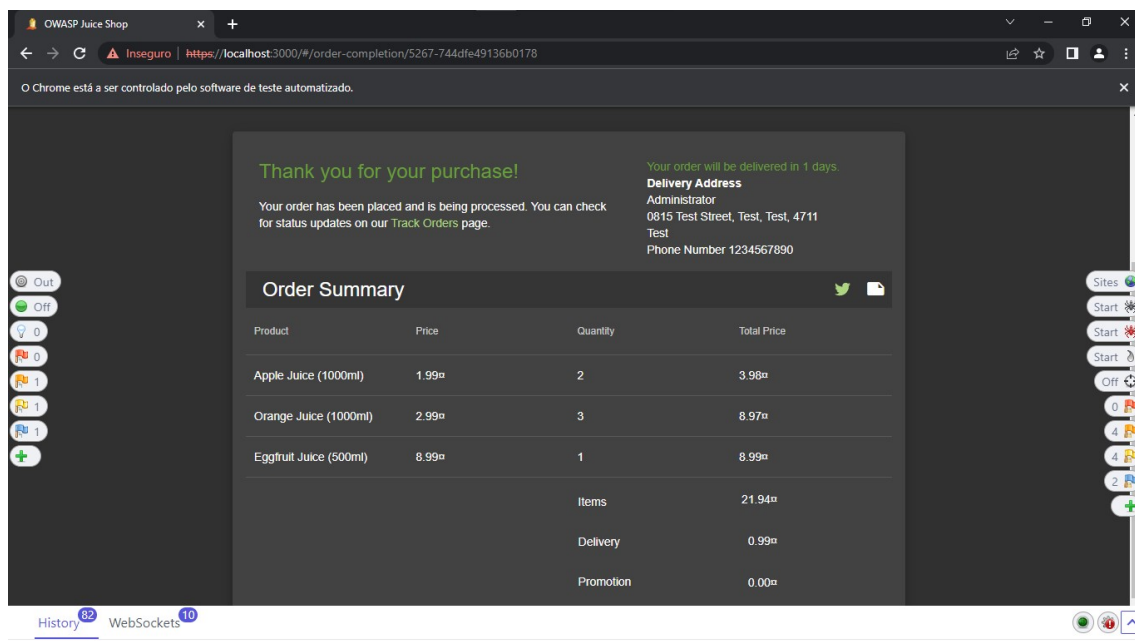 OWASP Juice Shop
Inseguro | https://localhost:3000/#/order-completion/5267-744dfe49136b0178
O Chrome está a ser controlado pelo software de teste automatizado.
Thank you for your purchase!
Your order has been placed and is being processed. You can check
for status updates on our Track Orders page.
Your order will be delivered in 1 days.
Delivery Address
Administrator
0815 Test Street, Test, Test, 4711
Test
Phone Number 1234567890
Order Summary
Product Price Quantity Total Price
Apple Juice (1000ml) 1.99¤ 2 3.98¤
Orange Juice (1000ml) 2.99¤ 3 8.97¤
Eggfruit Juice (500ml) 8.99¤ 1 8.99¤
Items 21.94¤
Delivery 0.99¤
Promotion 0.00¤
Out
Off
0
0
1
1
1
Sites
Start
Start
Start
Off
0
4
4
2
History 82 WebSockets 10